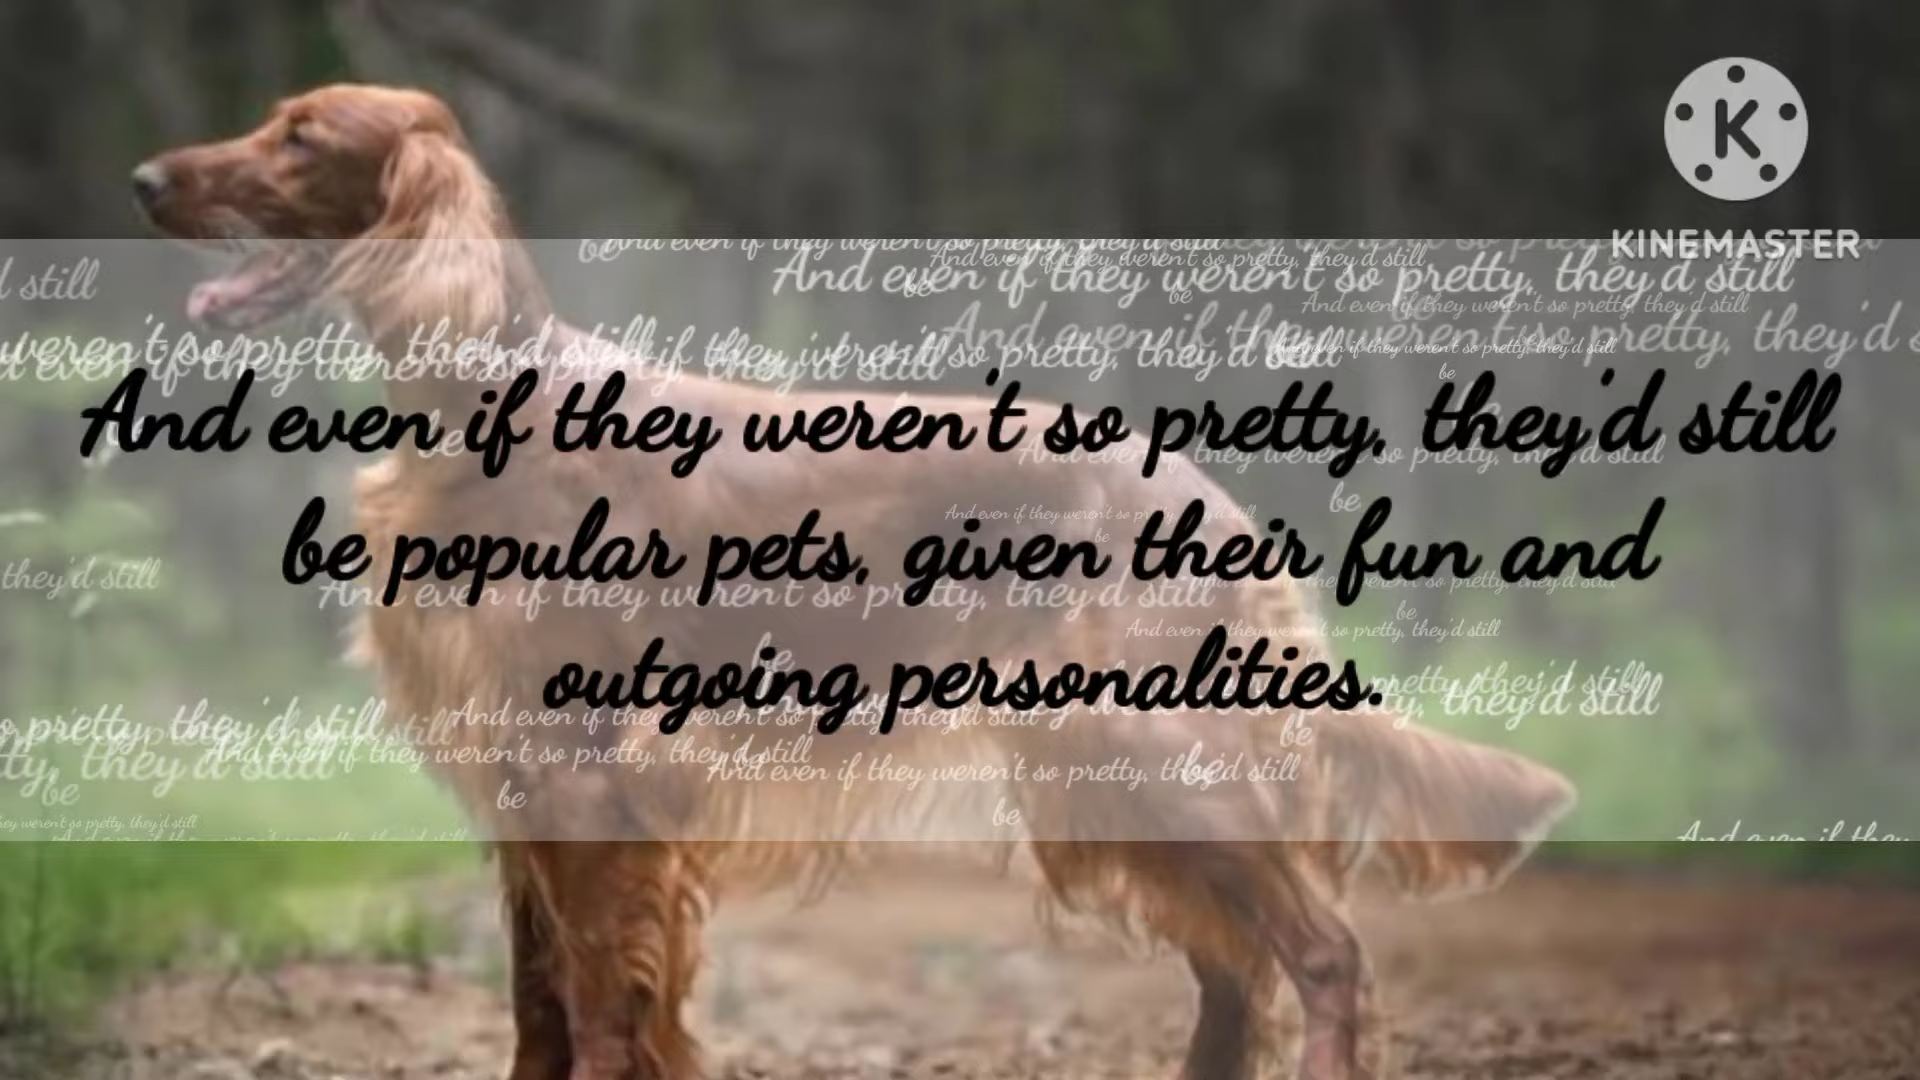 K
KINEMASTER
And even if they weren't so pretty, they'd still
be popular pets, given their fun and
outgoing personalities.